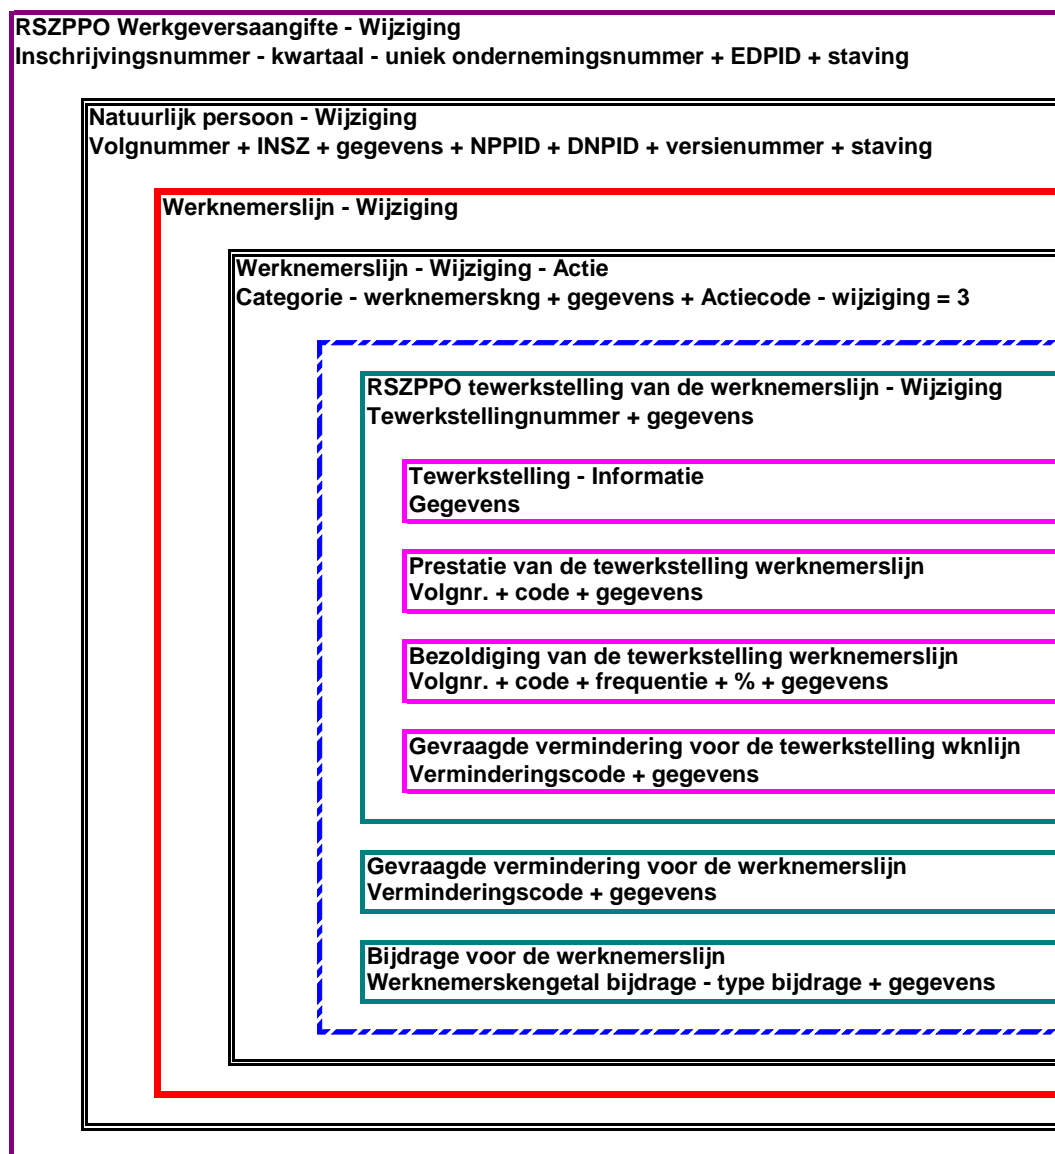 RSZPPO Werkgeversaangifte - Wijziging
Inschrijvingsnummer - kwartaal - uniek ondernemingsnummer + EDPID + staving
Natuurlijk persoon - Wijziging
Volgnummer + INSZ + gegevens + NPPID + DNPID + versienummer + staving
Werknemerslijn - Wijziging
Werknemerslijn - Wijziging - Actie
Categorie - werknemerskng + gegevens + Actiecode - wijziging = 3
RSZPPO tewerkstelling van de werknemerslijn - Wijziging
Tewerkstellingnummer + gegevens
Tewerkstelling - Informatie
Gegevens
Prestatie van de tewerkstelling werknemerslijn
Volgnr. + code + gegevens
Bezoldiging van de tewerkstelling werknemerslijn
Volgnr. + code + frequentie + % + gegevens
Gevraagde vermindering voor de tewerkstelling wknlijn
Verminderingscode + gegevens
Gevraagde vermindering voor de werknemerslijn
Verminderingscode + gegevens
Bijdrage voor de werknemerslijn
Werknemerskengetal bijdrage - type bijdrage + gegevens